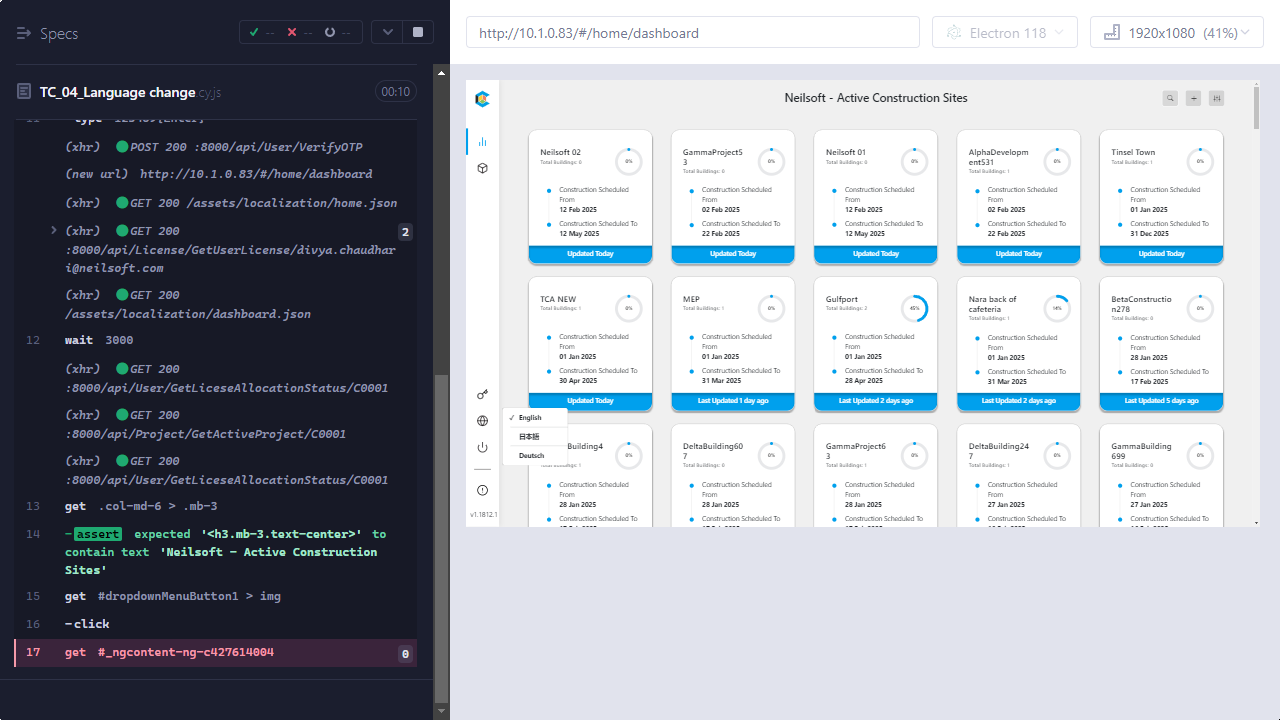 Specs
-- -- --
TC_04_Language change.cy.js
00:10
(xhr) POST 200 :8000/api/User/VerifyOTP
(new url) http://10.1.0.83/#/home/dashboard
(xhr) GET 200 /assets/localization/home.json
(xhr) GET 200
:8000/api/License/GetUserLicense/divya.chaudhar
i@neilsoft.com
2
(xhr) GET 200
/assets/localization/dashboard.json
12 wait 3000
(xhr) GET 200
:8000/api/User/GetLiceseAllocationStatus/C0001
(xhr) GET 200
:8000/api/Project/GetActiveProject/C0001
(xhr) GET 200
:8000/api/User/GetLiceseAllocationStatus/C0001
13 get .col-md-6 > .mb-3
14 -assert expected '<h3.mb-3.text-center>' to
contain text 'Neilsoft - Active Construction
Sites'
15 get #dropdownMenuButton1 > img
16 -click
17 get #_ngcontent-ng-c427614004 0
http://10.1.0.83/#/home/dashboard
Electron 118
1920x1080 (41%)
Neilsoft - Active Construction Sites
Neilsoft 02
Total Buildings: 0
0%
Construction Scheduled
From
12 Feb 2025
Construction Scheduled To
12 May 2025
Updated Today
GammaProject5
3
Total Buildings: 0
0%
Construction Scheduled
From
02 Feb 2025
Construction Scheduled To
22 Feb 2025
Updated Today
Neilsoft 01
Total Buildings: 0
0%
Construction Scheduled
From
12 Feb 2025
Construction Scheduled To
12 May 2025
Updated Today
AlphaDevelopm
ent531
Total Buildings: 0
0%
Construction Scheduled
From
02 Feb 2025
Construction Scheduled To
22 Feb 2025
Updated Today
Tinsel Town
Total Buildings: 1
0%
Construction Scheduled
From
01 Jan 2025
Construction Scheduled To
31 Dec 2025
Updated Today
TCA NEW
Total Buildings: 1
0%
Construction Scheduled
From
01 Jan 2025
Construction Scheduled To
30 Apr 2025
Updated Today
MEP
Total Buildings: 1
0%
Construction Scheduled
From
01 Jan 2025
Construction Scheduled To
31 Mar 2025
Last Updated 1 day ago
Gulfport
Total Buildings: 2
45%
Construction Scheduled
From
01 Jan 2025
Construction Scheduled To
28 Apr 2025
Last Updated 2 days ago
Nara back of
cafeteria
Total Buildings: 1
14%
Construction Scheduled
From
01 Jan 2025
Construction Scheduled To
31 Mar 2025
Last Updated 2 days ago
BetaConstructio
n278
Total Buildings: 0
0%
Construction Scheduled
From
28 Jan 2025
Construction Scheduled To
17 Feb 2025
Last Updated 5 days ago
✓ English
日本語
Deutsch
v1.1812.1
Building4
0%
Construction Scheduled
From
28 Jan 2025
Construction Scheduled To
DeltaBuilding60
7
Total Buildings: 0
0%
Construction Scheduled
From
28 Jan 2025
Construction Scheduled To
GammaProject6
3
Total Buildings: 1
0%
Construction Scheduled
From
27 Jan 2025
Construction Scheduled To
DeltaBuilding24
7
Total Buildings: 1
0%
Construction Scheduled
From
27 Jan 2025
Construction Scheduled To
GammaBuilding
699
Total Buildings: 0
0%
Construction Scheduled
From
27 Jan 2025
Construction Scheduled To